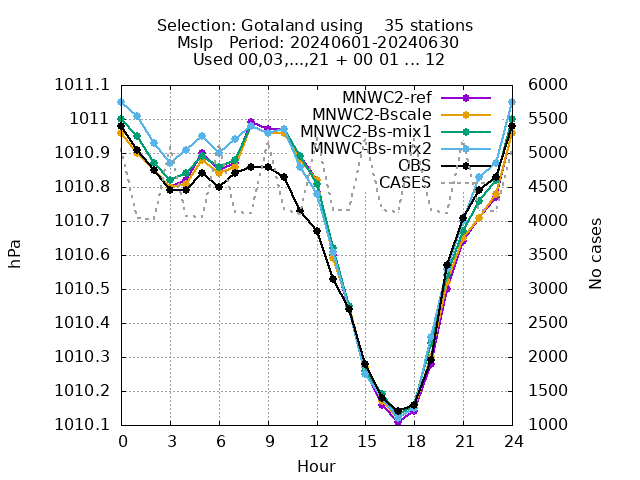 Selection: Gotaland using    35 stations
Mslp   Period: 20240601-20240630
Used 00,03,...,21 + 00 01 ... 12
hPa
No cases
1011.1
1011
1010.9
1010.8
1010.7
1010.6
1010.5
1010.4
1010.3
1010.2
1010.1
6000
5500
5000
4500
4000
3500
3000
2500
2000
1500
1000
MNWC2-ref
MNWC2-Bscale
MNWC2-Bs-mix1
MNWC-Bs-mix2
OBS
CASES
0 3 6 9 12 15 18 21 24
Hour